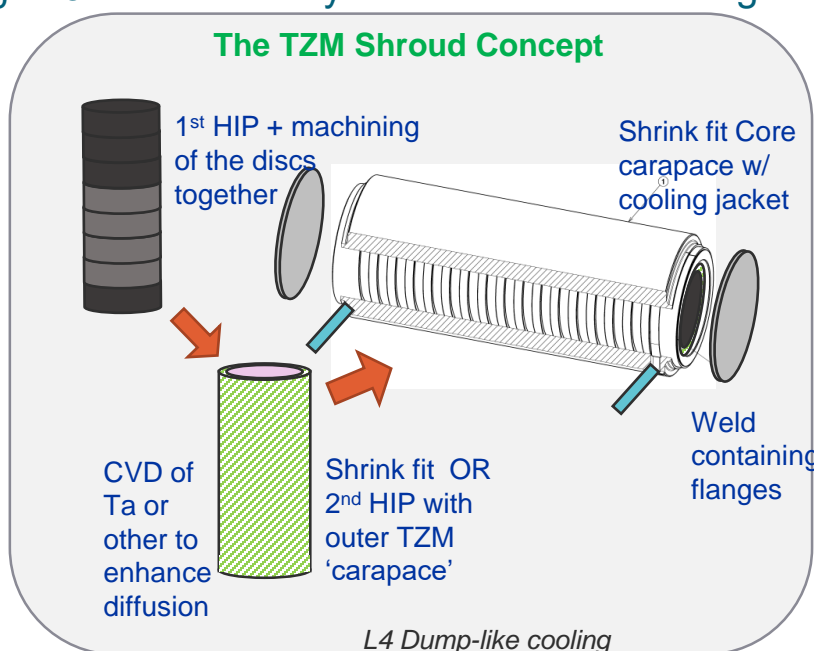 The TZM Shroud Concept
1st HIP + machining
of the discs
together
Shrink fit Core
carapace w/
cooling jacket
1
CVD of
Ta or
other to
enhance
diffusion
Shrink fit OR
2nd HIP with
outer TZM
‘carapace’
Weld
containing
flanges
L4 Dump-like cooling